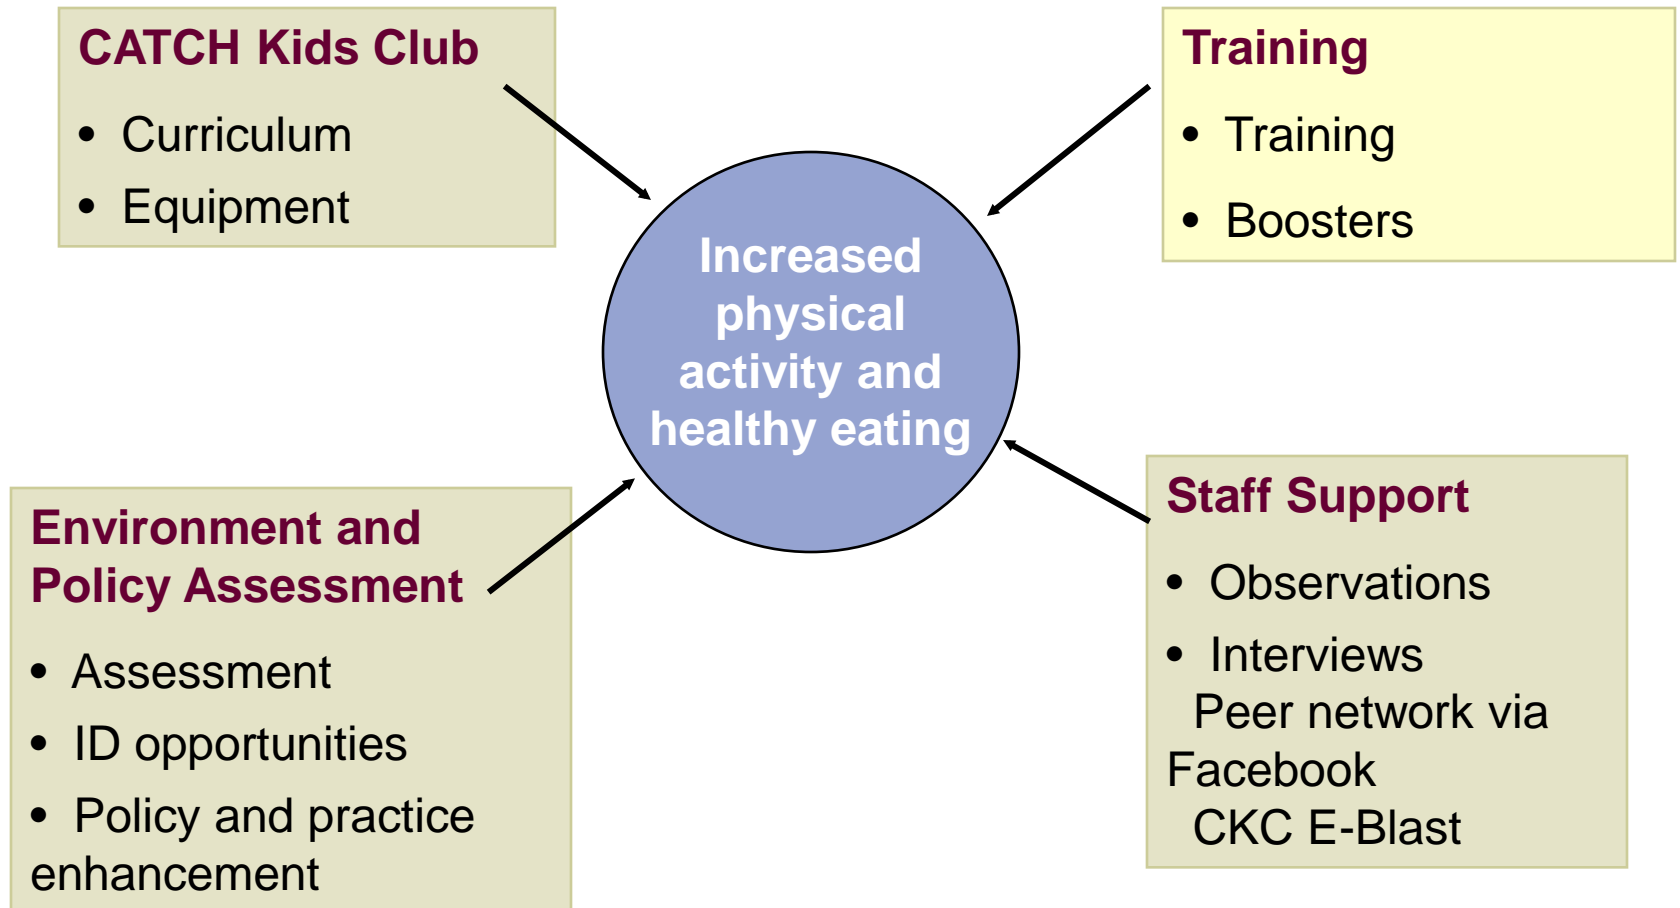 CATCH Kids Club
• Curriculum
• Equipment
Training
• Training
• Boosters
Increased
physical
activity and
healthy eating
Environment and
Policy Assessment
• Assessment
• ID opportunities
• Policy and practice
enhancement
Staff Support
• Observations
• Interviews
Peer network via
Facebook
CKC E-Blast